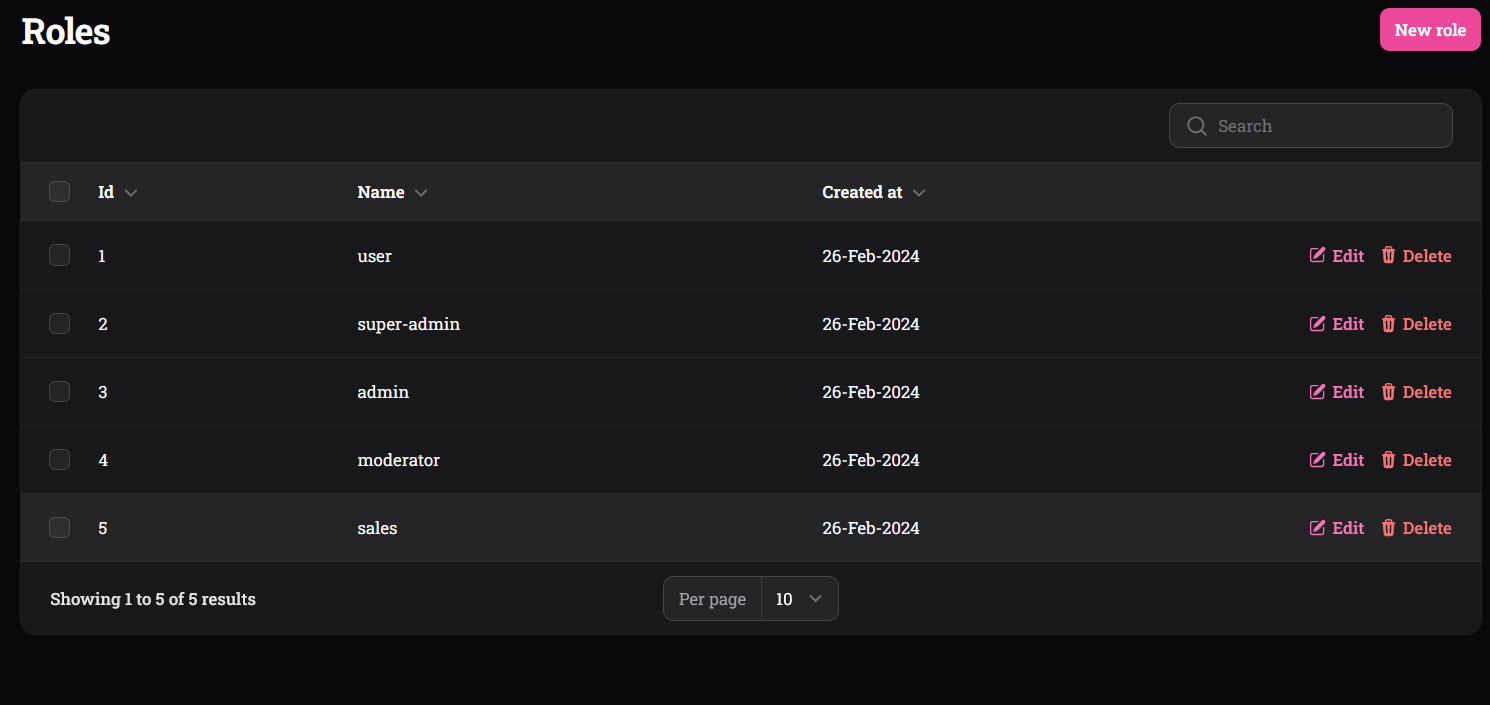 Roles
New role
Search
Id Name Created at
1 user 26-Feb-2024 Edit Delete
2 super-admin 26-Feb-2024 Edit Delete
3 admin 26-Feb-2024 Edit Delete
4 moderator 26-Feb-2024 Edit Delete
5 sales 26-Feb-2024 Edit Delete
Showing 1 to 5 of 5 results Per page 10